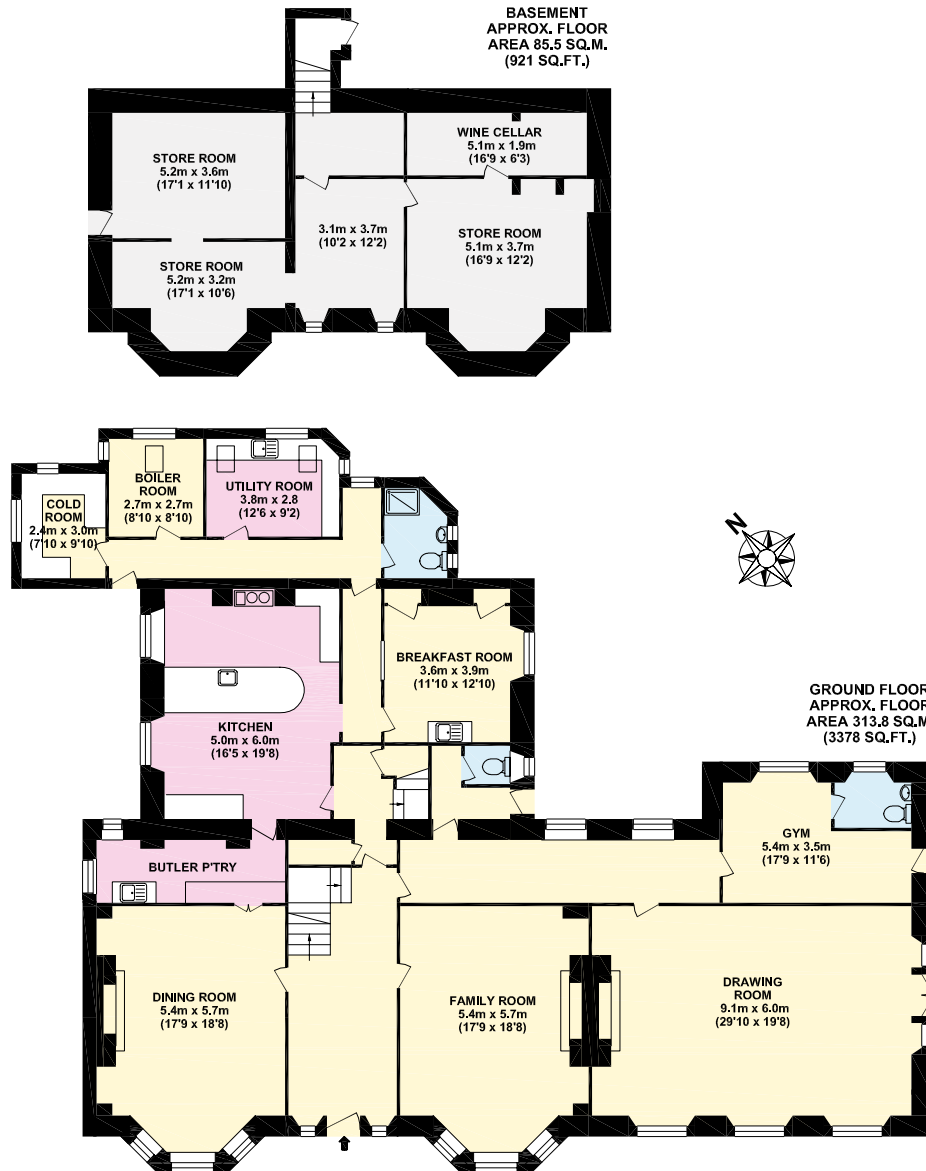 BASEMENT
APPROX. FLOOR
AREA 85.5 SQ.M.
(921 SQ.FT.)
WINE CELLAR
5.1m x 1.9m
(16'9 x 6'3)
STORE ROOM
5.2m x 3.6m
(17'1 x 11'10)
3.1m x 3.7m
(10'2 x 12'2)
STORE ROOM
5.1m x 3.7m
(16'9 x 12'2)
STORE ROOM
5.2m x 3.2m
(17'1 x 10'6)
BOILER
ROOM
2.7m x 2.7m
(8'10 x 8'10)
UTILITY ROOM
3.8m x 2.8
(12'6 x 9'2)
COLD
ROOM
2.4m x 3.0m
(7'10 x 9'10)
N
BREAKFAST ROOM
3.6m x 3.9m
(11'10 x 12'10)
KITCHEN
5.0m x 6.0m
(16'5 x 19'8)
GROUND FLOOR
APPROX. FLOOR
AREA 313.8 SQ.M
(3378 SQ.FT.)
GYM
5.4m x 3.5m
(17'9 x 11'6)
BUTLER P'TRY
DINING ROOM
5.4m x 5.7m
(17'9 x 18'8)
FAMILY ROOM
5.4m x 5.7m
(17'9 x 18'8)
DRAWING
ROOM
9.1m x 6.0m
(29'10 x 19'8)